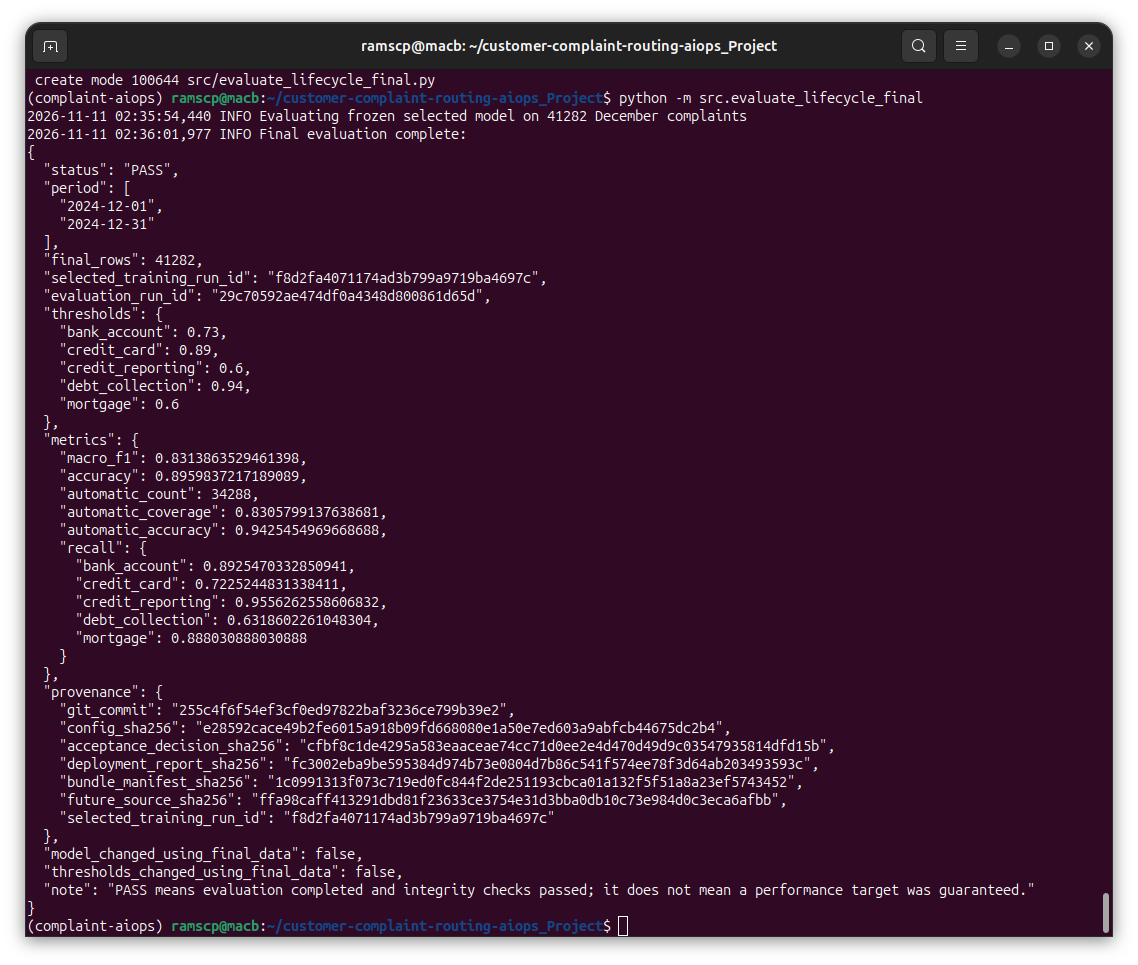 ramscp@macb: ~/customer-complaint-routing-aiops_Project
 create mode 100644 src/evaluate_lifecycle_final.py
(complaint-aiops) ramscp@macb:~/customer-complaint-routing-aiops_Project$ python -m src.evaluate_lifecycle_final
2026-11-11 02:35:54,440 INFO Evaluating frozen selected model on 41282 December complaints
2026-11-11 02:36:01,977 INFO Final evaluation complete:
{
  "status": "PASS",
  "period": [
    "2024-12-01",
    "2024-12-31"
  ],
  "final_rows": 41282,
  "selected_training_run_id": "f8d2fa4071174ad3b799a9719ba4697c",
  "evaluation_run_id": "29c70592ae474df0a4348d800861d65d",
  "thresholds": {
    "bank_account": 0.73,
    "credit_card": 0.89,
    "credit_reporting": 0.6,
    "debt_collection": 0.94,
    "mortgage": 0.6
  },
  "metrics": {
    "macro_f1": 0.8313863529461398,
    "accuracy": 0.8959837217189089,
    "automatic_count": 34288,
    "automatic_coverage": 0.8305799137638681,
    "automatic_accuracy": 0.9425454969668688,
    "recall": {
      "bank_account": 0.8925470332850941,
      "credit_card": 0.7225244831338411,
      "credit_reporting": 0.9556262558606832,
      "debt_collection": 0.6318602261048304,
      "mortgage": 0.888030888030888
    }
  },
  "provenance": {
    "git_commit": "255c4f6f54ef3cf0ed97822baf3236ce799b39e2",
    "config_sha256": "e28592cace49b2fe6015a918b09fd668080e1a50e7ed603a9abfcb44675dc2b4",
    "acceptance_decision_sha256": "cfbf8c1de4295a583eaaceae74cc71d0ee2e4d470d49d9c03547935814dfd15b",
    "deployment_report_sha256": "fc3002eba9be595384d974b73e0804d7b86c541f574ee78f3d64ab203493593c",
    "bundle_manifest_sha256": "1c0991313f073c719ed0fc844f2de251193cbca01a132f5f51a8a23ef5743452",
    "future_source_sha256": "ffa98caff413291dbd81f23633ce3754e31d3bba0db10c73e984d0c3eca6afbb",
    "selected_training_run_id": "f8d2fa4071174ad3b799a9719ba4697c"
  },
  "model_changed_using_final_data": false,
  "thresholds_changed_using_final_data": false,
  "note": "PASS means evaluation completed and integrity checks passed; it does not mean a performance target was guaranteed."
}
(complaint-aiops) ramscp@macb:~/customer-complaint-routing-aiops_Project$